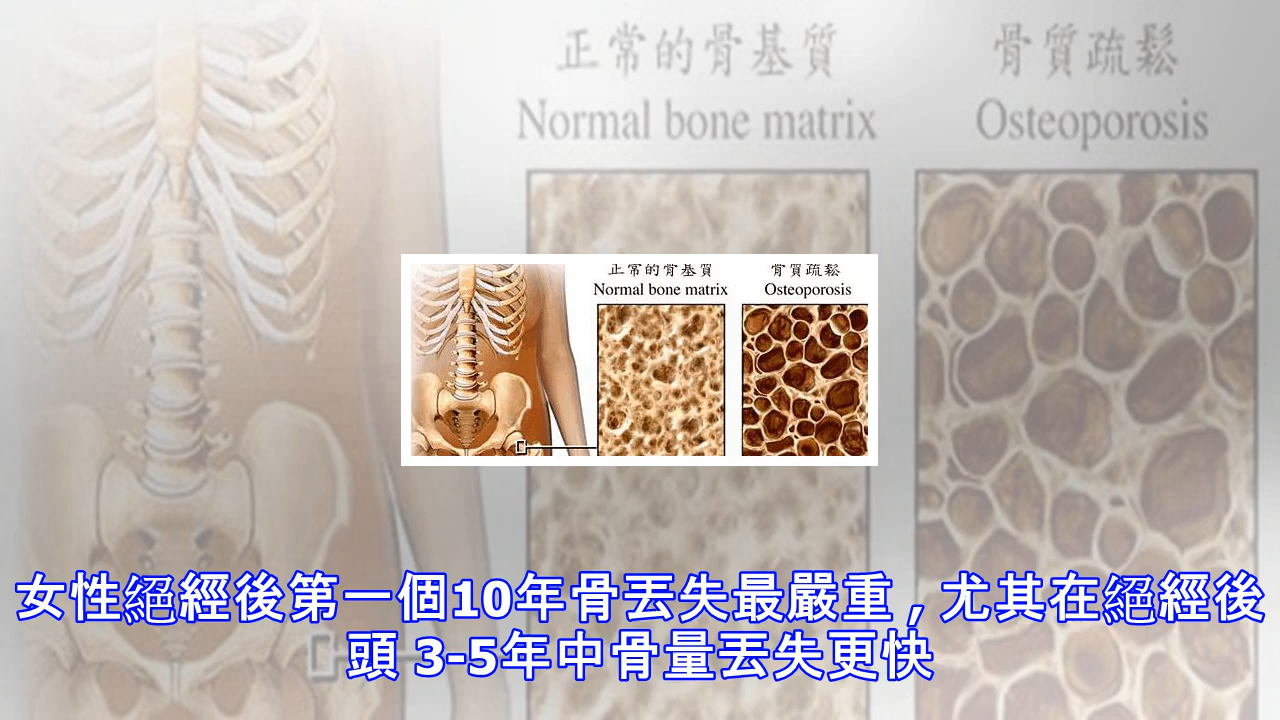 正常的骨基質
骨質疏鬆
Normal bone matrix
Osteoporosis
正常的骨基質
骨質疏鬆
Normal bone matrix
Osteoporosis
女性絕經後第一個10年骨丟失最嚴重，尤其在絕經後
頭 3-5年中骨量丟失更快